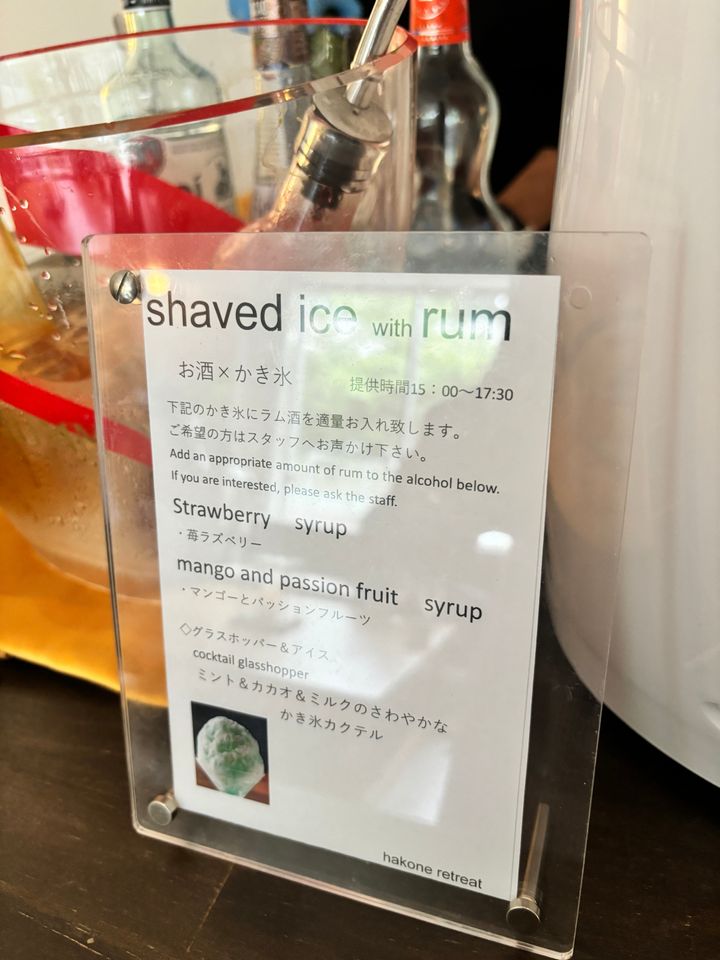 shaved ice with rum
お酒×かき氷
提供時間15：00～17:30
下記のかき氷にラム酒を適量お入れ致します。
ご希望の方はスタッフへお声かけ下さい。
Add an appropriate amount of rum to the alcohol below.
If you are interested, please ask the staff.
Strawberry syrup
・苺ラズベリー
mango and passion fruit syrup
・マンゴーとパッションフルーツ
◇グラスホッパー＆アイス
cocktail glasshopper
ミント＆カカオ＆ミルクのさわやかな
かき氷カクテル
hakone retreat